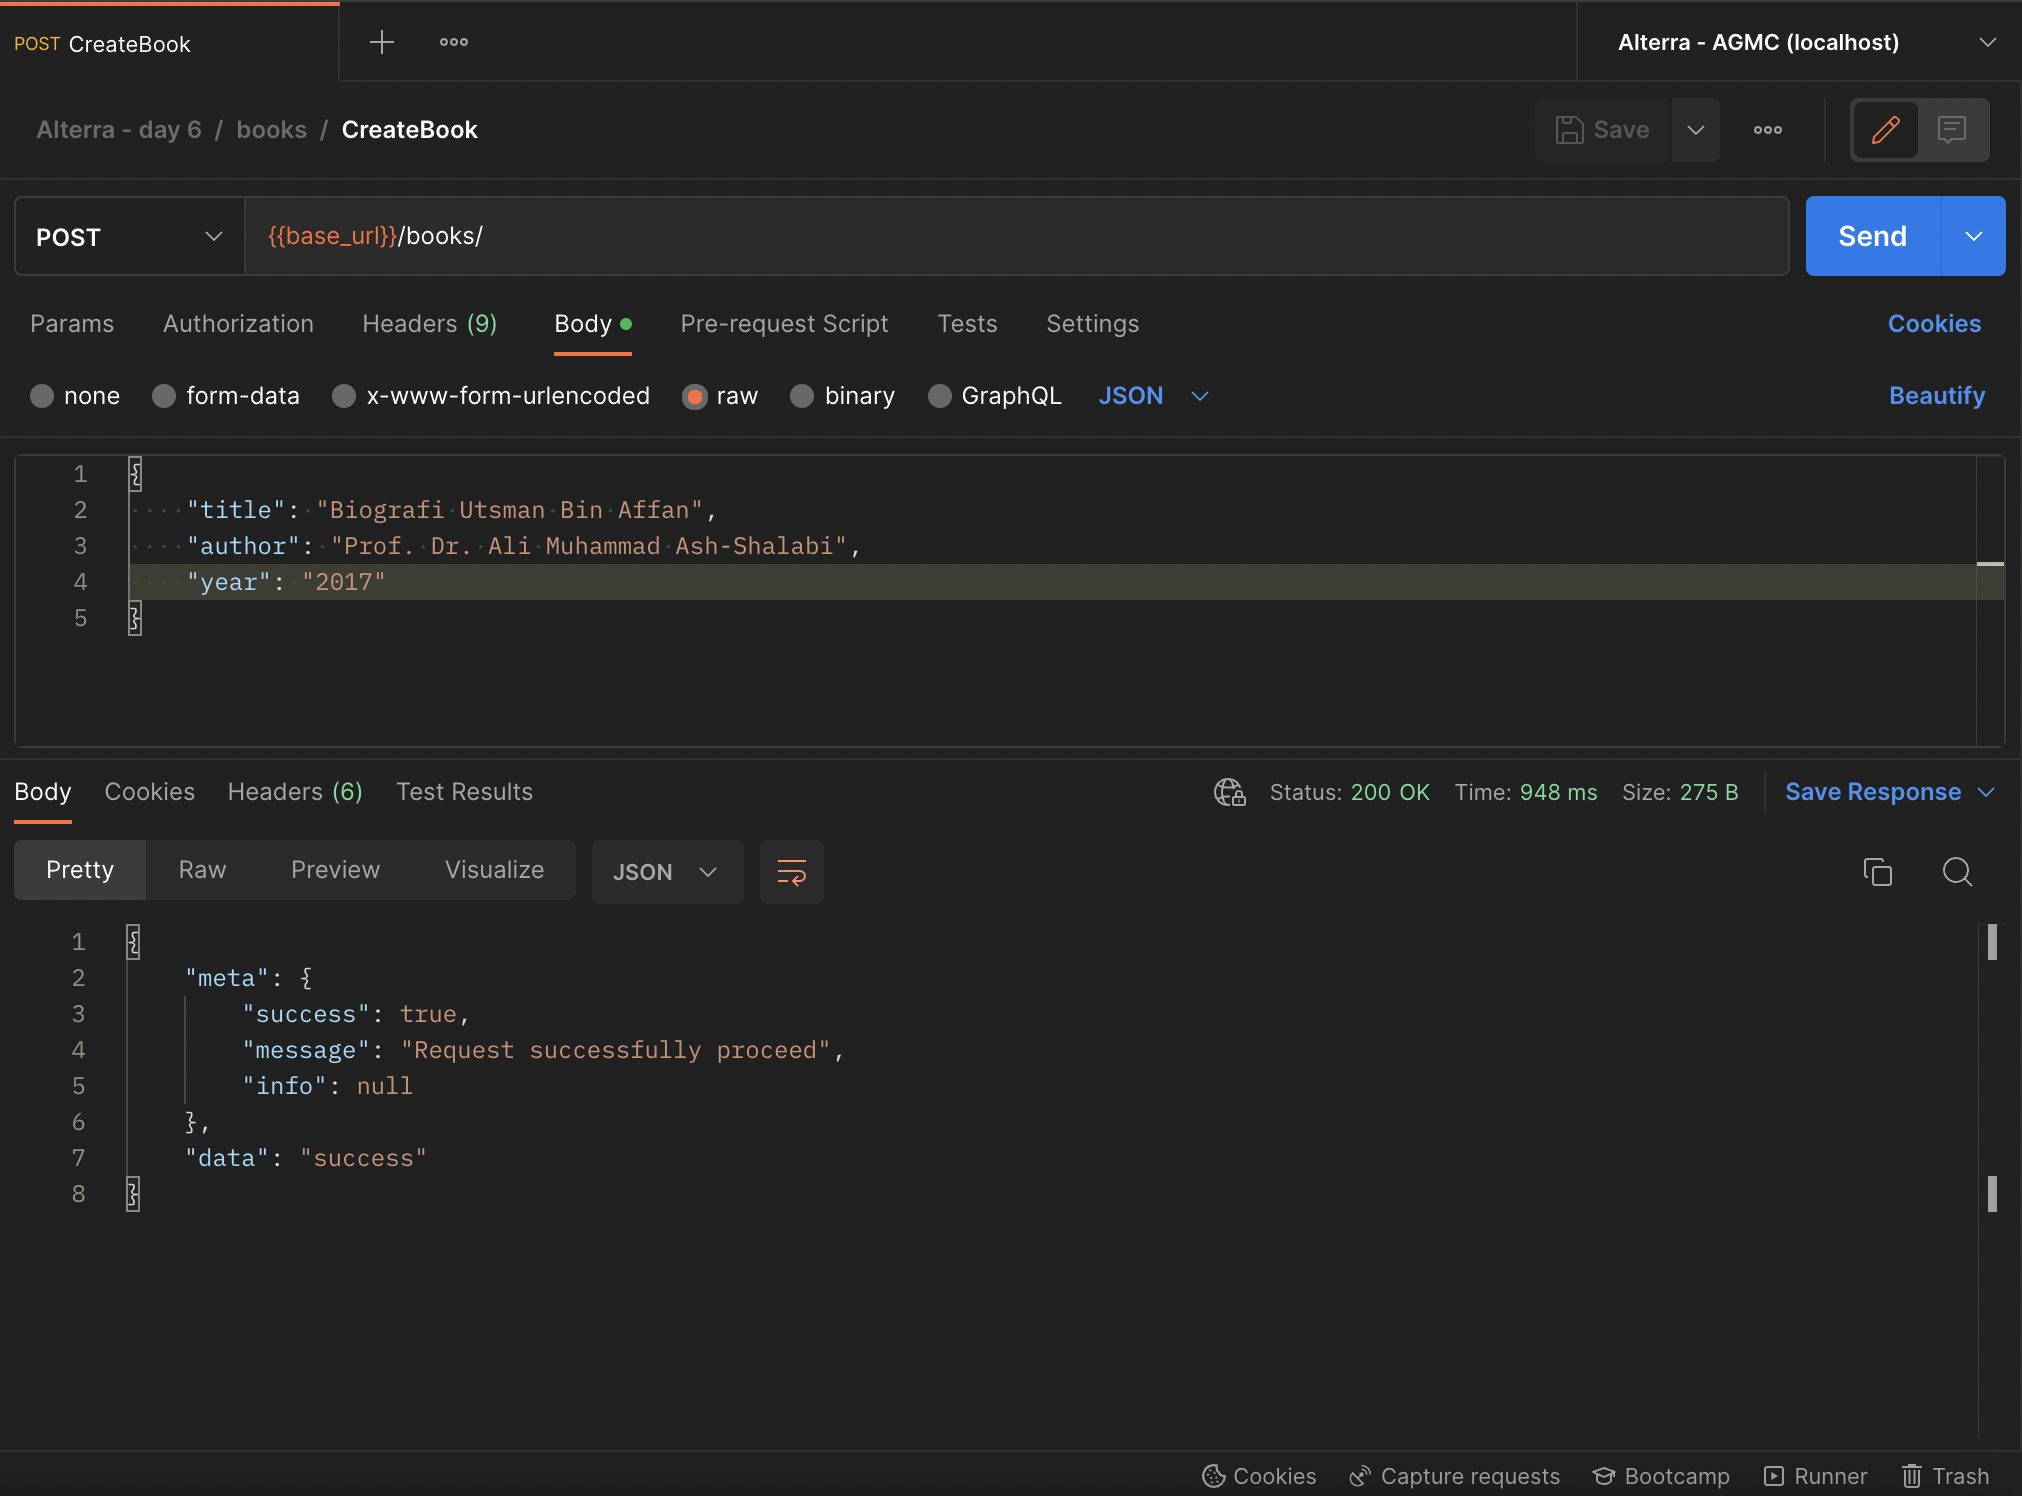 POST CreateBook
Alterra - AGMC (localhost)
Alterra - day 6 / books / CreateBook
Save
POST
{{base_url}}/books/
Send
Params Authorization Headers (9) Body Pre-request Script Tests Settings Cookies
none form-data x-www-form-urlencoded raw binary GraphQL JSON Beautify
1 {
2 "title": "Biografi Utsman Bin Affan",
3 "author": "Prof. Dr. Ali Muhammad Ash-Shalabi",
4 "year": "2017"
5 }
Body Cookies Headers (6) Test Results Status: 200 OK Time: 948 ms Size: 275 B Save Response
Pretty Raw Preview Visualize JSON
1 {
2 "meta": {
3 "success": true,
4 "message": "Request successfully proceed",
5 "info": null
6 },
7 "data": "success"
8 }
Cookies Capture requests Bootcamp Runner Trash